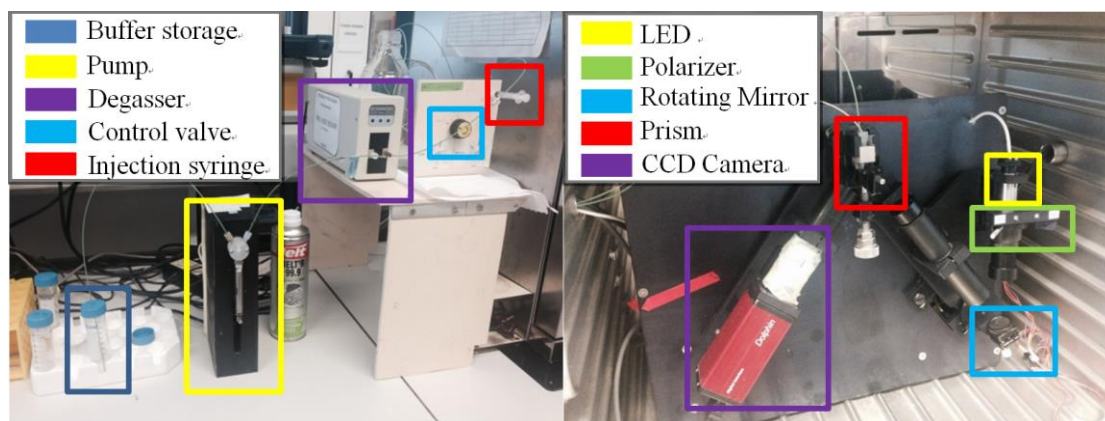 Buffer storage
Pump
Degasser
Control valve
Injection syringe
LED
Polarizer
Rotating Mirror
Prism
CCD Camera
Dolphin